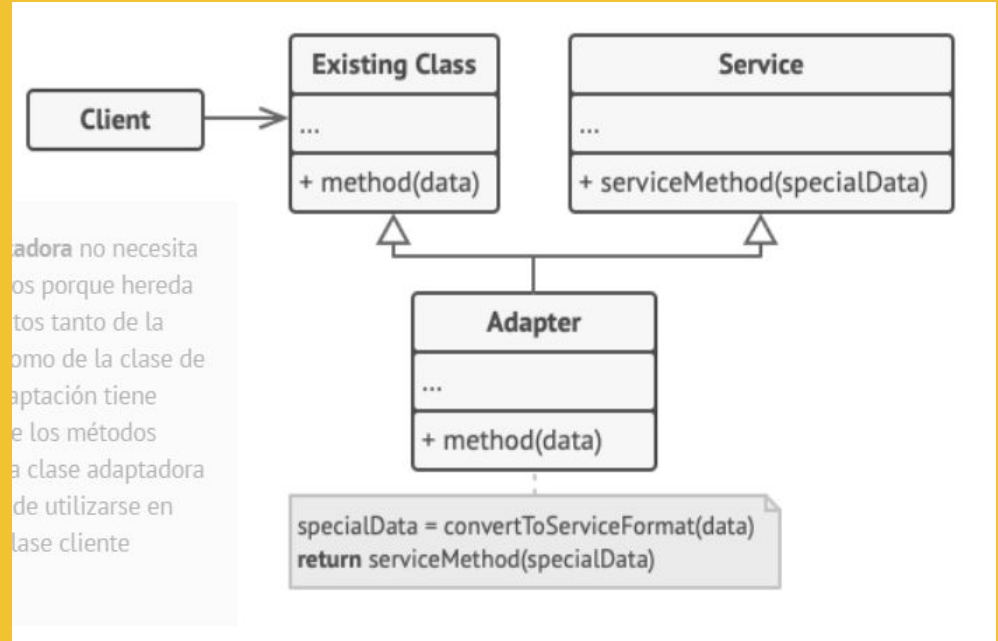 Existing Class
...
+ method(data)
Service
...
+ serviceMethod(specialData)
Client
adora no necesita
os porque hereda
tos tanto de la
omo de la clase de
aptación tiene
e los métodos
a clase adaptadora
de utilizarse en
lase cliente
Adapter
...
+ method(data)
specialData = convertToServiceFormat(data)
return serviceMethod(specialData)